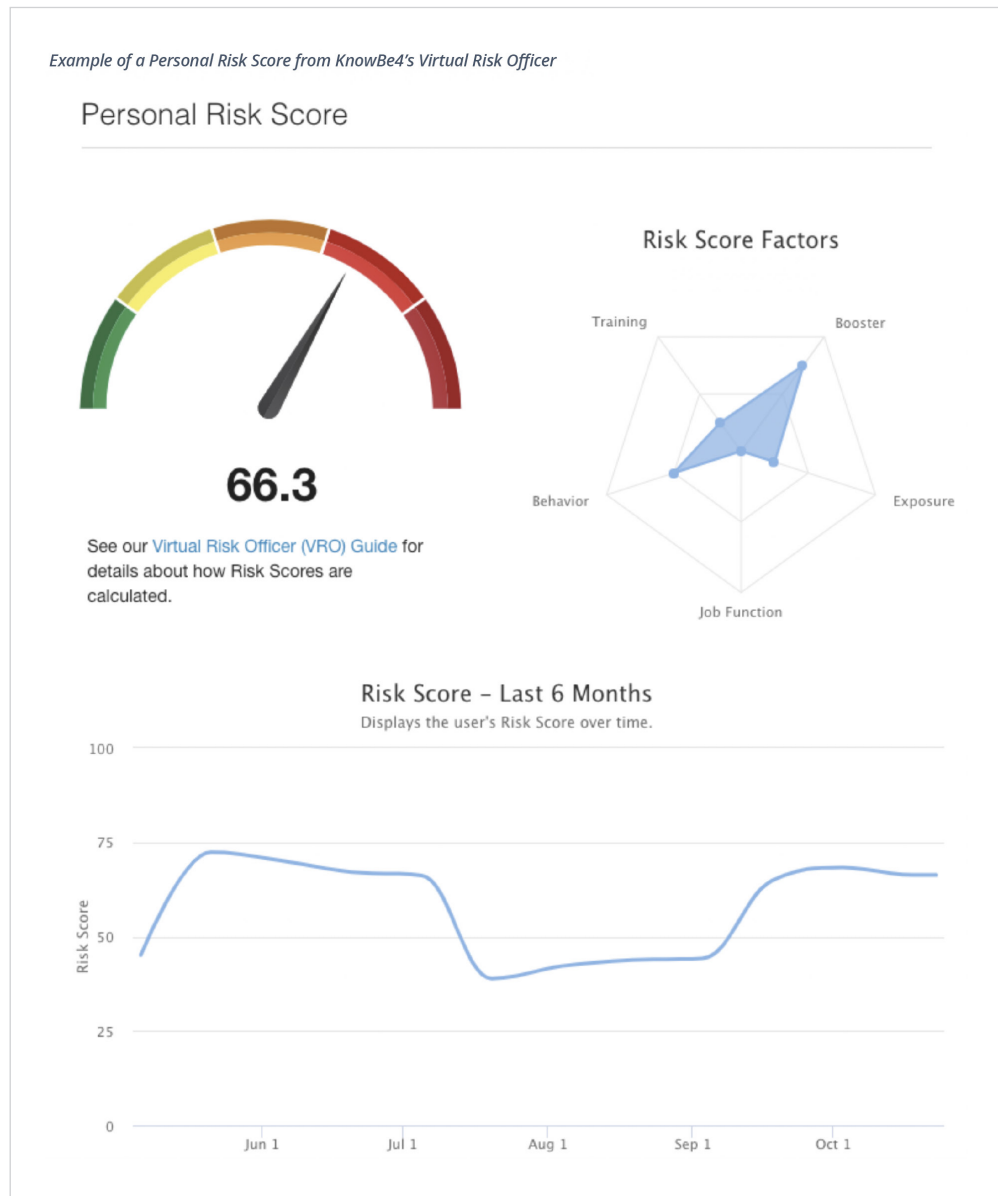 Example of a Personal Risk Score from KnowBe4's Virtual Risk Officer
Personal Risk Score
66.3
See our Virtual Risk Officer (VRO) Guide for
details about how Risk Scores are
calculated.
Risk Score Factors
Training
Booster
Behavior
Exposure
Job Function
Risk Score – Last 6 Months
Displays the user's Risk Score over time.
Risk Score
100
75
50
25
0
Jun 1
Jul 1
Aug 1
Sep 1
Oct 1